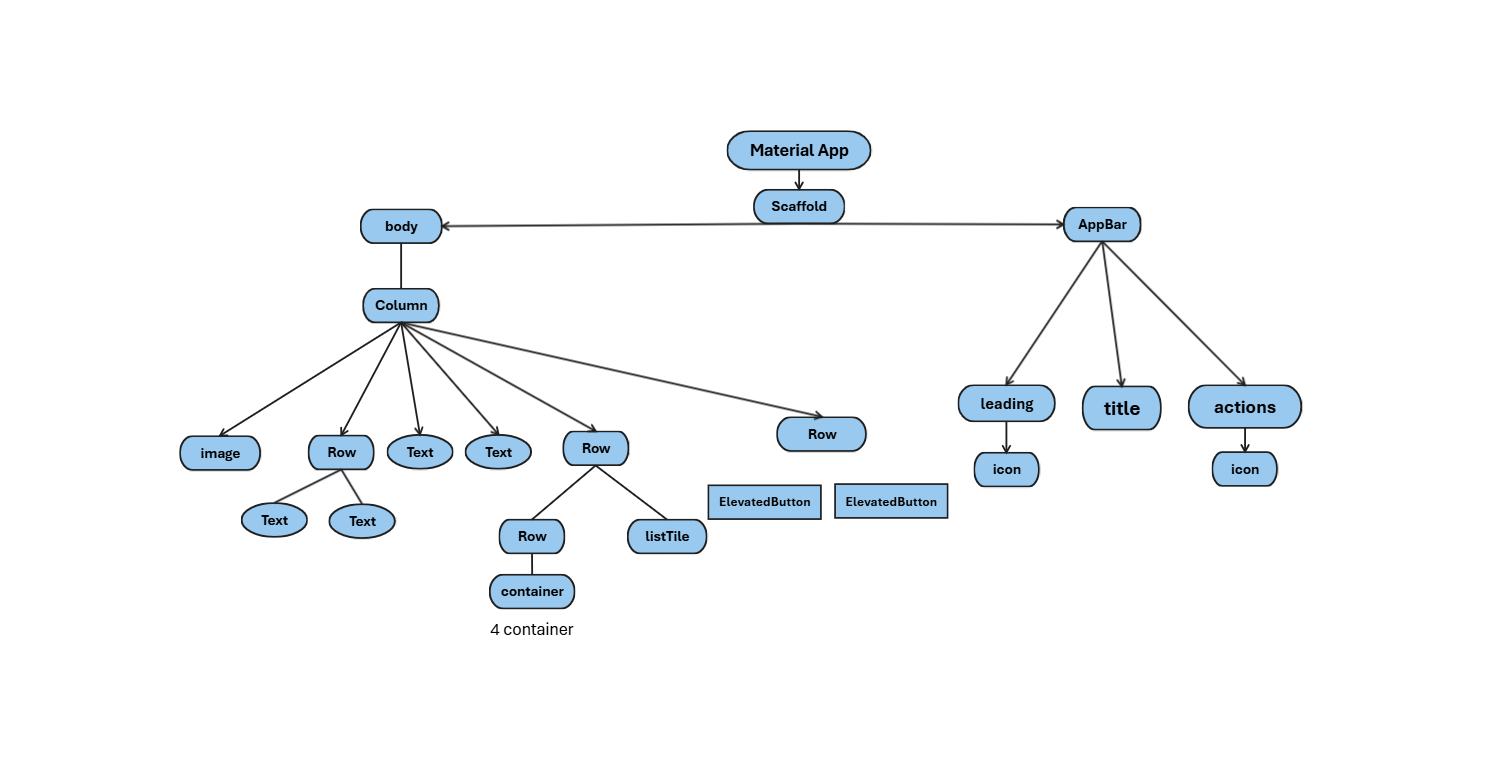 Material App
Scaffold
body
AppBar
Column
leading
title
actions
image
Row
Text
Text
Row
Row
icon
icon
Text
Text
Row
listTile
ElevatedButton
ElevatedButton
container
4 container